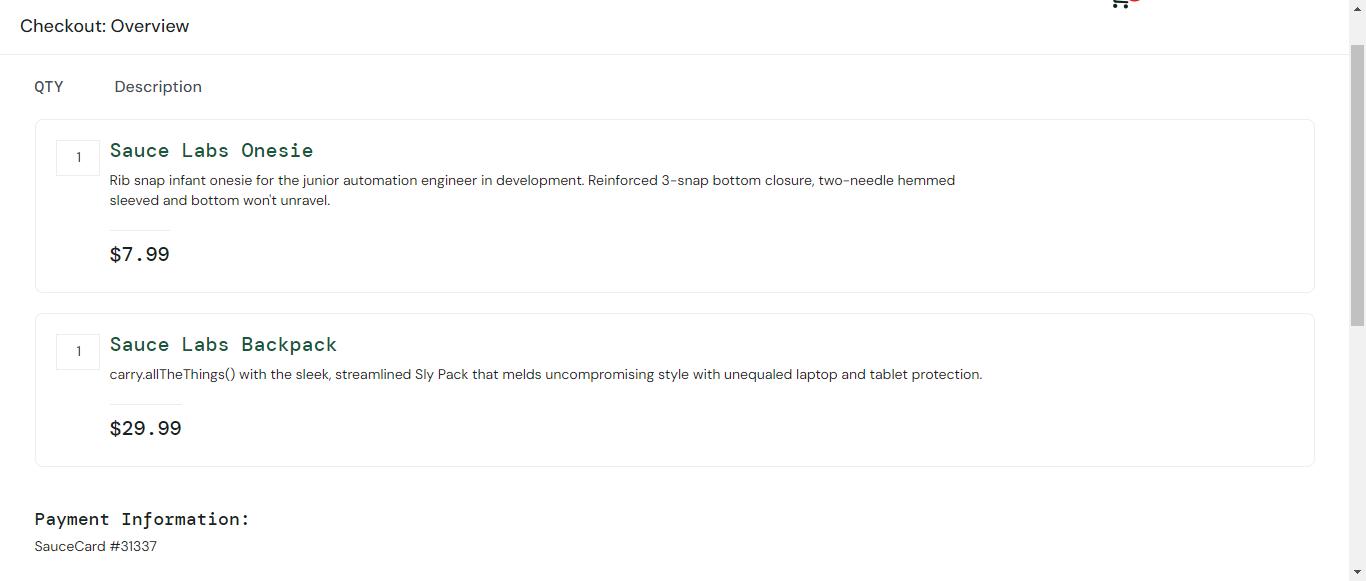 Checkout: Overview
QTY Description
1 Sauce Labs Onesie
Rib snap infant onesie for the junior automation engineer in development. Reinforced 3-snap bottom closure, two-needle hemmed
sleeved and bottom won't unravel.
$7.99
1 Sauce Labs Backpack
carry.allTheThings() with the sleek, streamlined Sly Pack that melds uncompromising style with unequaled laptop and tablet protection.
$29.99
Payment Information:
SauceCard #31337